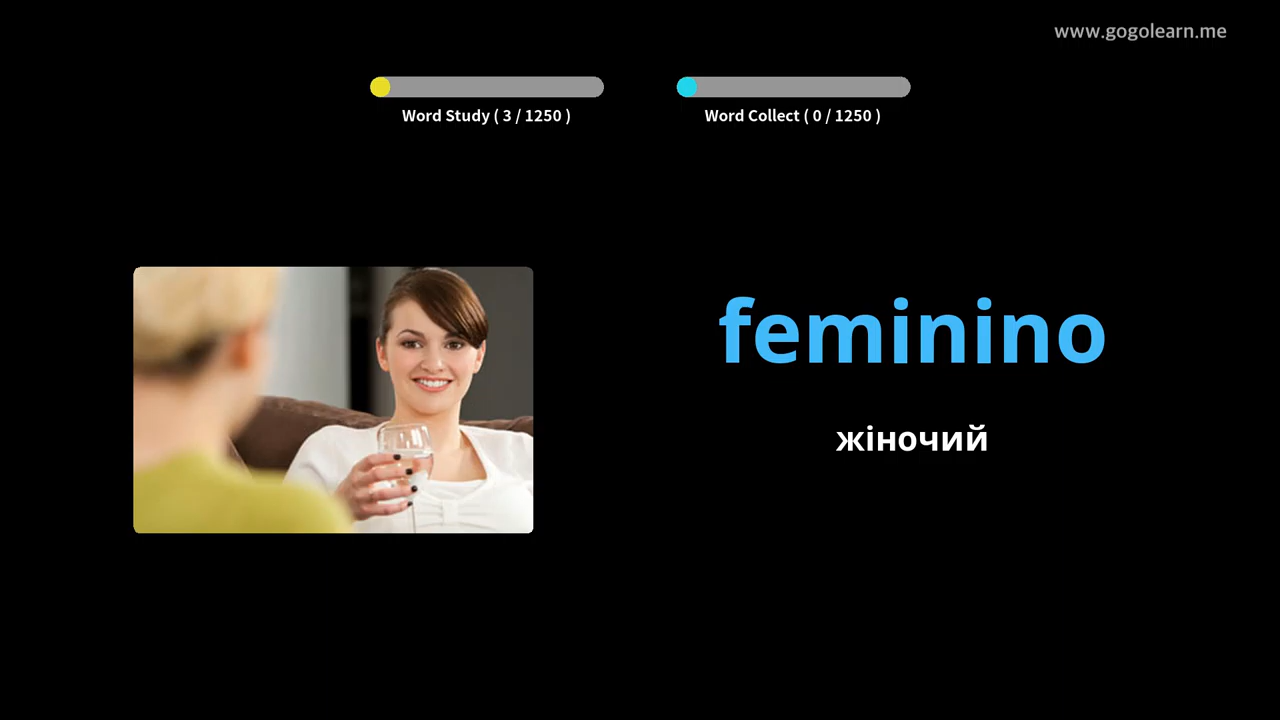 www.gogolearn.me
Word Study ( 3 / 1250 )
Word Collect ( 0 / 1250 )
feminino
жіночий